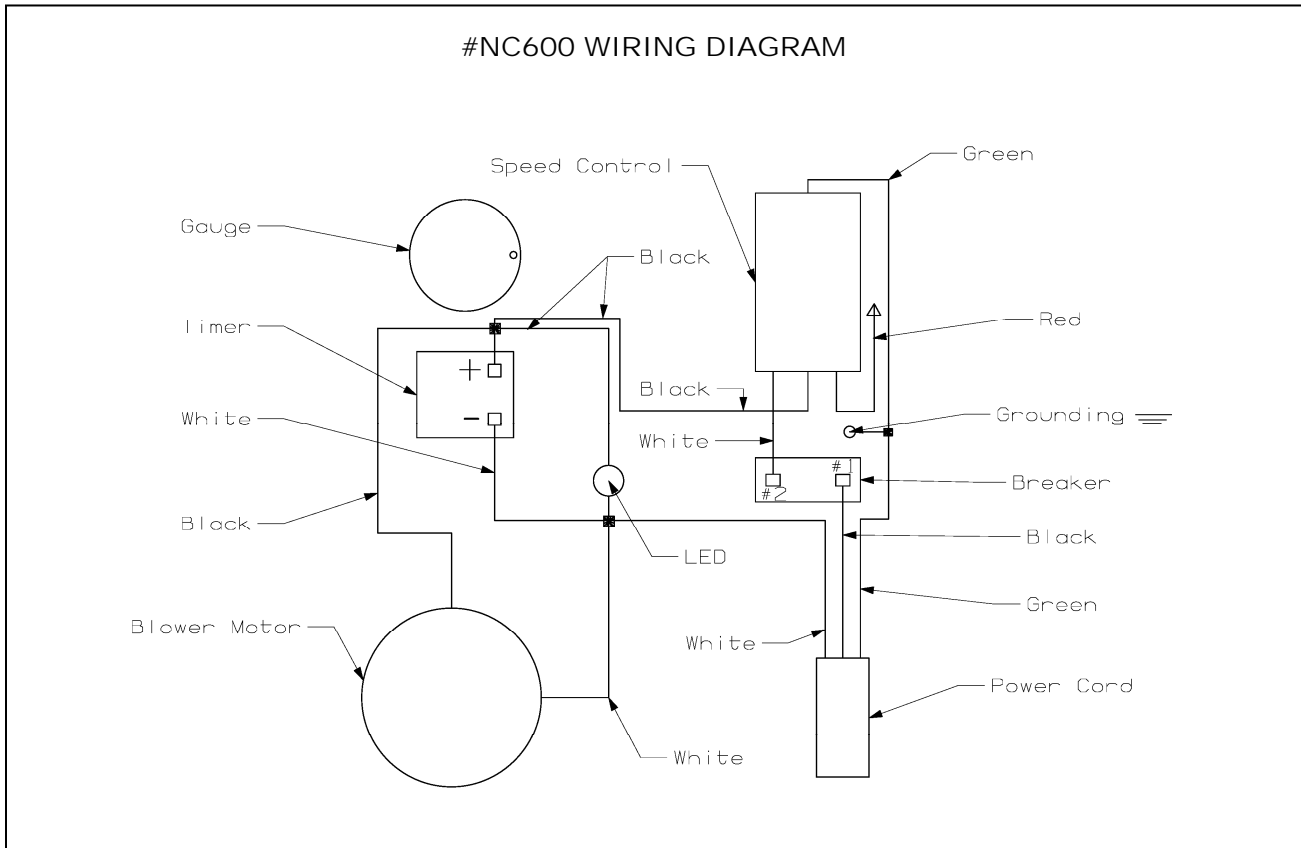 #NC600 WIRING DIAGRAM
Speed Control
Green
Gauge
Black
Timer
+
Red
Black
-
White
White
Grounding
#1
#2
Breaker
Black
LED
Black
Green
Blower Motor
White
Power Cord
White